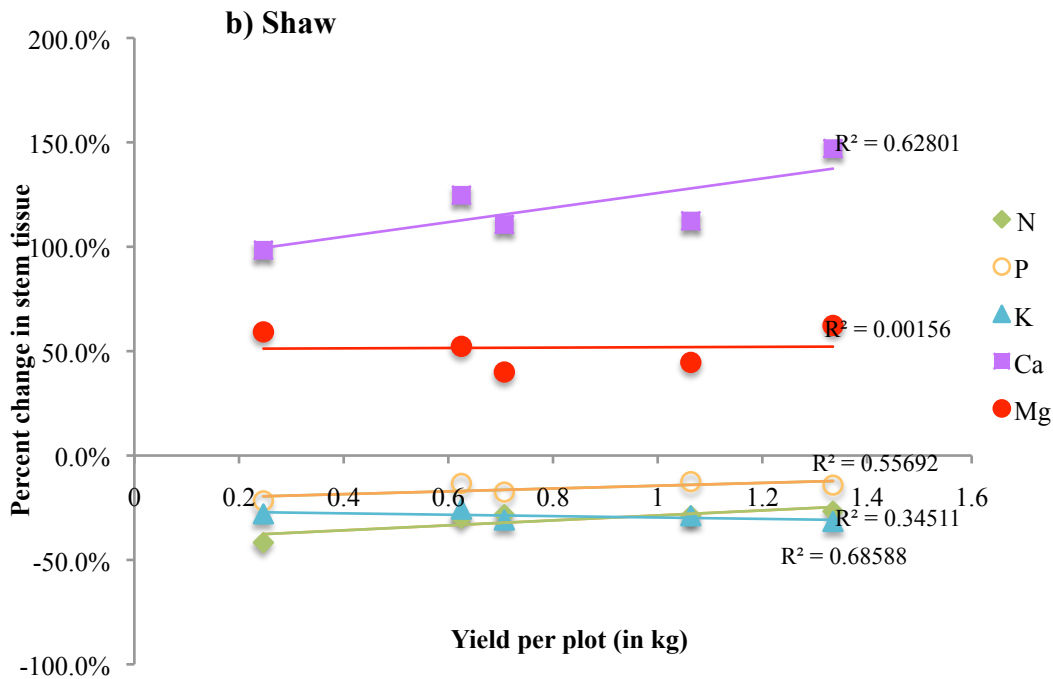 b) Shaw
200.0%
150.0%
100.0%
50.0%
0.0%
-50.0%
-100.0%
Percent change in stem tissue
0 0.2 0.4 0.6 0.8 1 1.2 1.4 1.6
Yield per plot (in kg)
R² = 0.62801
R² = 0.00156
R² = 0.55692
R² = 0.34511
R² = 0.68588
N
P
K
Ca
Mg